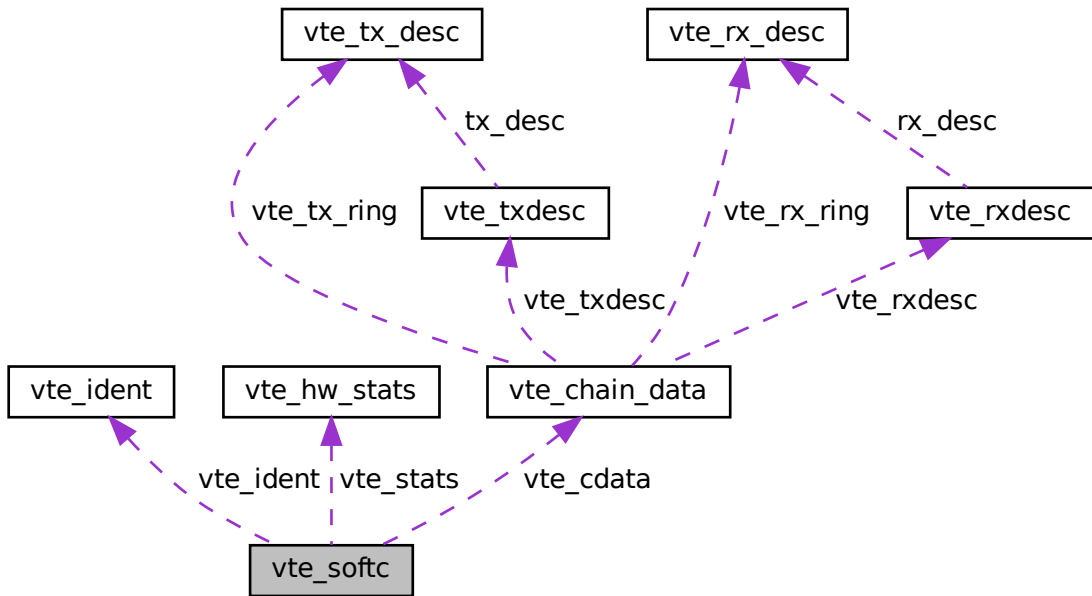 vte_tx_desc
vte_rx_desc
tx_desc
rx_desc
vte_tx_ring
vte_txdesc
vte_rx_ring
vte_rxdesc
vte_txdesc
vte_rxdesc
vte_ident
vte_hw_stats
vte_chain_data
vte_ident
vte_stats
vte_cdata
vte_softc